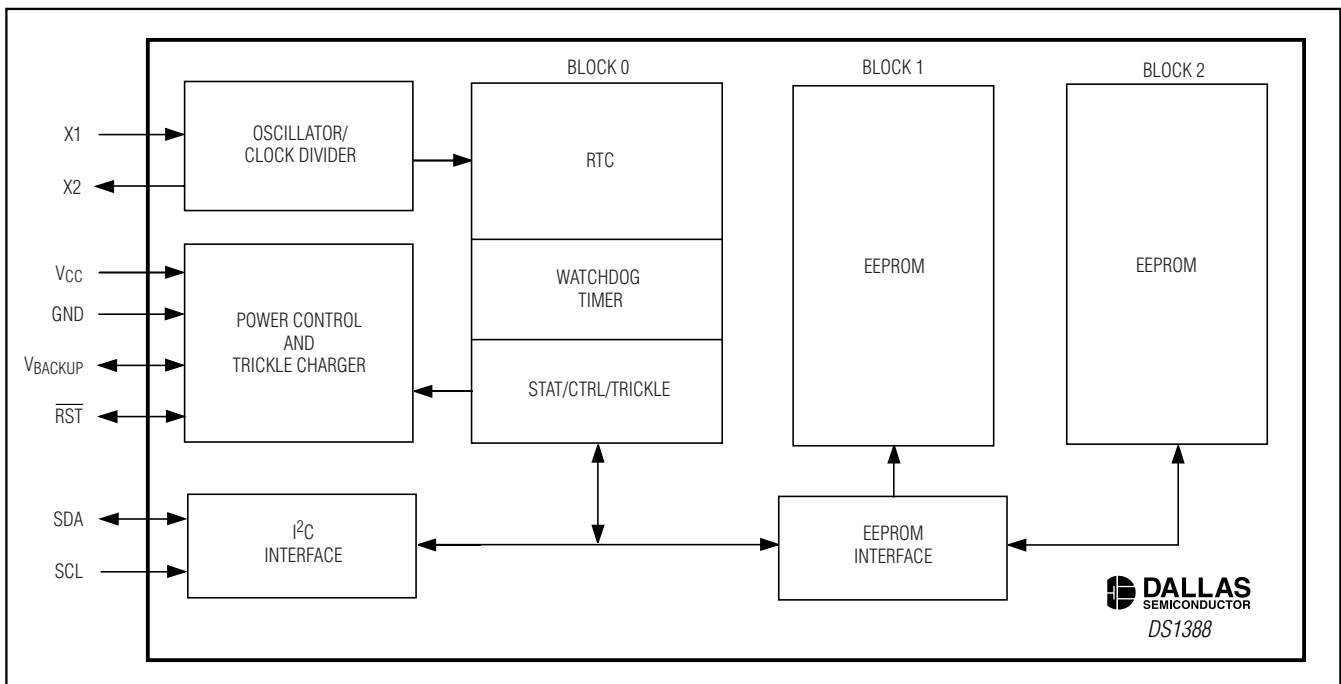 BLOCK 0
BLOCK 1
BLOCK 2
X1
X2
OSCILLATOR/
CLOCK DIVIDER
RTC
EEPROM
EEPROM
WATCHDOG
TIMER
VCC
GND
VBACKUP
R̅S̅T̅
POWER CONTROL
AND
TRICKLE CHARGER
STAT/CTRL/TRICKLE
SDA
SCL
I²C
INTERFACE
EEPROM
INTERFACE
DALLAS
SEMICONDUCTOR
DS1388